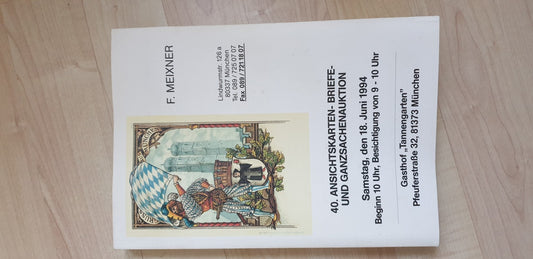 F. MEIXNER
Lindwurmstr. 126 a
80337 München
Tel. 089 / 725 07 07
Fax 089 / 721 18 07
40. ANSICHTSKARTEN- BRIEFE-
UND GANZSACHENAUKTION
Samstag, den 18. Juni 1994
Beginn 10 Uhr, Besichtigung von 9 - 10 Uhr
Gasthof „Tannengarten"
Pfeuferstraße 32, 81373 München